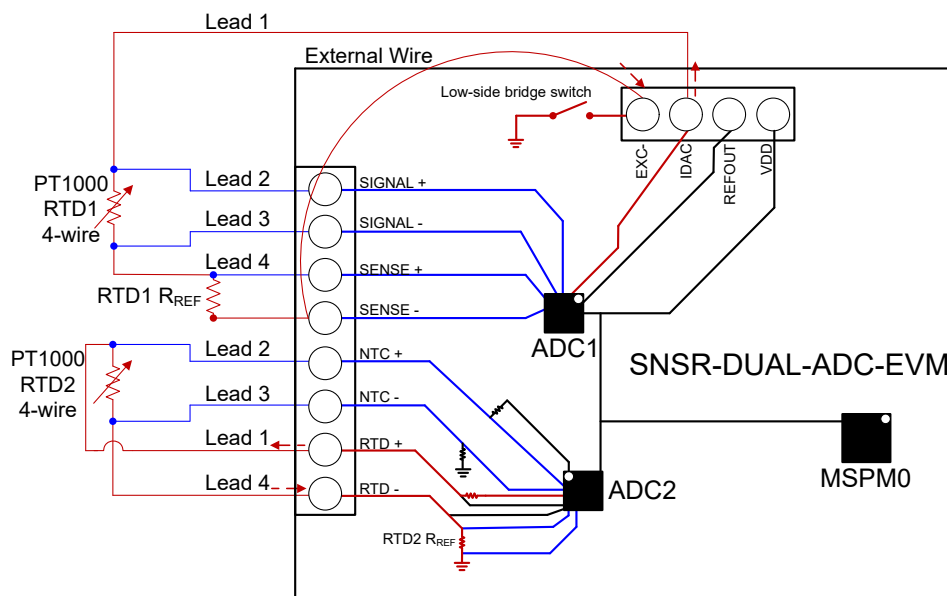 Lead 1
External Wire
Low-side bridge switch
EXC-
IDAC
REFOUT
VDD
PT1000
RTD1
4-wire
Lead 2
SIGNAL +
Lead 3
SIGNAL -
Lead 4
SENSE +
RTD1 RREF
SENSE -
ADC1
PT1000
RTD2
4-wire
Lead 2
NTC +
SNSR-DUAL-ADC-EVM
Lead 3
NTC -
Lead 1
RTD +
Lead 4
RTD -
ADC2
MSPM0
RTD2 RREF